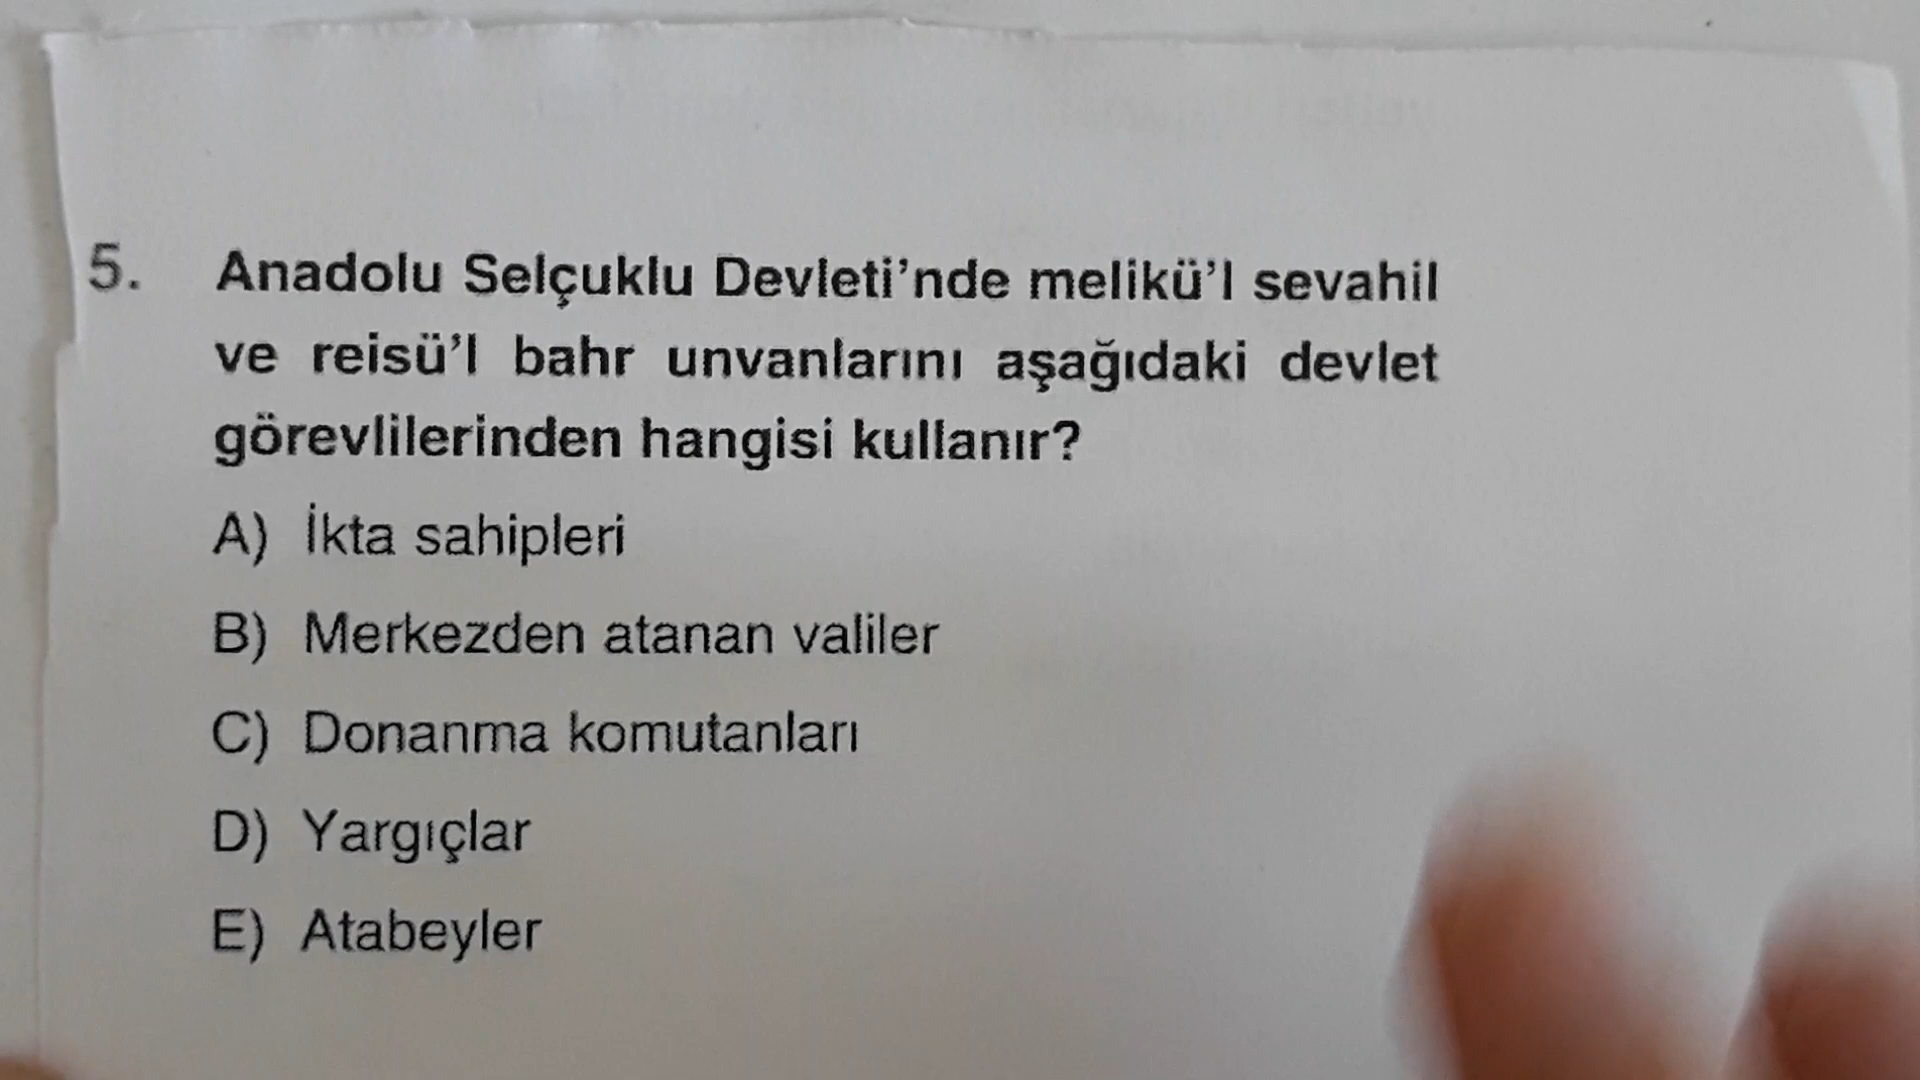 5. Anadolu Selçuklu Devleti'nde melikü'l sevahil
ve reisü'l bahr unvanlarını aşağıdaki devlet
görevlilerinden hangisi kullanır?
A) İkta sahipleri
B) Merkezden atanan valiler
C) Donanma komutanları
D) Yargıçlar
E) Atabeyler